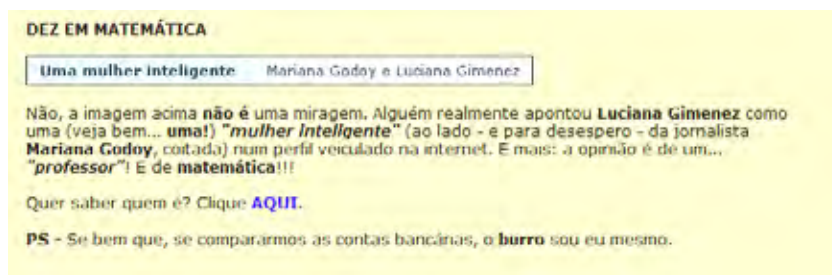 DEZ EM MATEMÁTICA
Uma mulher inteligente Mariana Godoy e Luciana Gimenez
Não, a imagem acima não é uma miragem. Alguém realmente apontou Luciana Gimenez como
uma (veja bem... uma!) "mulher inteligente" (ao lado - e para desespero - da jornalista
Mariana Godoy, coitada) num perfil veiculado na internet. E mais: a opinião é de um...
"professor"! E de matemática!!!
Quer saber quem é? Clique AQUI.
PS - Se bem que, se compararmos as contas bancárias, o burro sou eu mesmo.